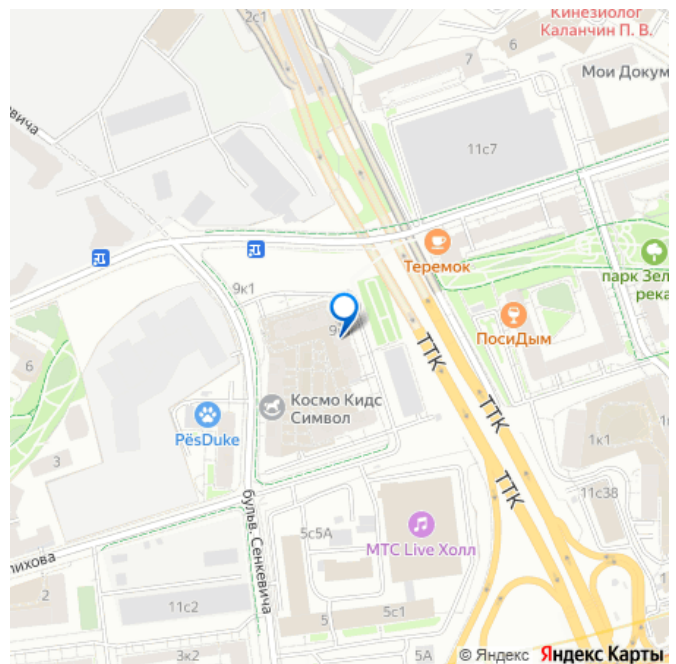 2с1
Кинезиолог
Каланчин П. В.
6
7
Мои Докум
евича
11с7
Теремок
парк Зел
река
9к1
9
ПосиДым
ТТК
6
Космо Кидс
Символ
ТТК
PёsDuke
1к1
3
ТТК
11с38
5с5А
МТС Live Холл
лихова
бульв. Сенкевича
2
11с2
5
5с1
3к2
5А
© Яндекс Яндекс Карты